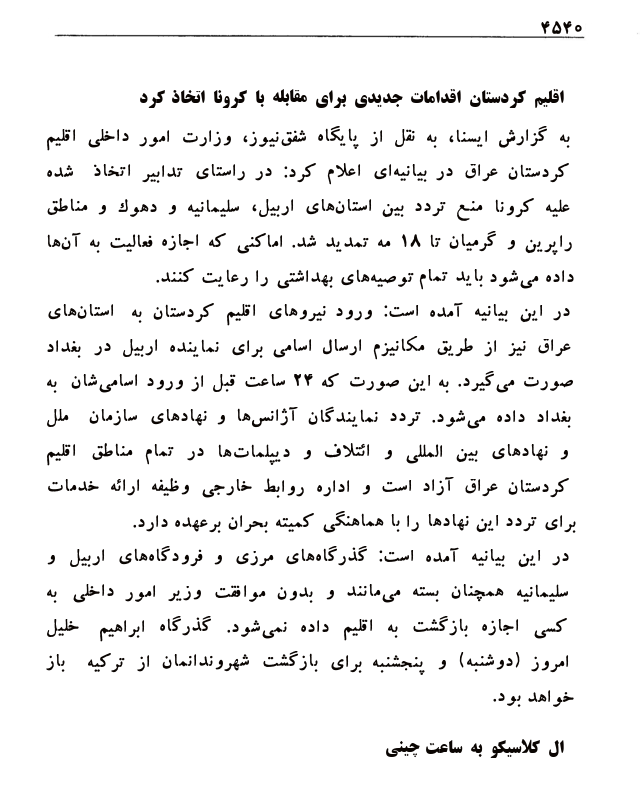 ۴۵۴۰
اقلیم کردستان اقدامات جدیدی برای مقابله با کرونا اتخاذ کرد
به گزارش ایسنا، به نقل از پایگاه شفق‌نیوز، وزارت امور داخلی اقلیم
کردستان عراق در بیانیه‌ای اعلام کرد: در راستای تدابیر اتخاذ شده
علیه کرونا منع تردد بین استان‌های اربیل، سلیمانیه و دهوك و مناطق
راپرین و گرمیان تا ۱۸ مه تمدید شد. اماکنی که اجازه فعالیت به آن‌ها
داده می‌شود باید تمام توصیه‌های بهداشتی را رعایت کنند.
در این بیانیه آمده است: ورود نیروهای اقلیم کردستان به استان‌های
عراق نیز از طریق مکانیزم ارسال اسامی برای نماینده اربیل در بغداد
صورت می‌گیرد. به این صورت که ۲۴ ساعت قبل از ورود اسامی‌شان به
بغداد داده می‌شود. تردد نمایندگان آژانس‌ها و نهادهای سازمان ملل
و نهادهای بین المللی و ائتلاف و دیپلمات‌ها در تمام مناطق اقلیم
کردستان عراق آزاد است و اداره روابط خارجی وظیفه ارائه خدمات
برای تردد این نهادها را با هماهنگی کمیته بحران برعهده دارد.
در این بیانیه آمده است: گذرگاه‌های مرزی و فرودگاه‌های اربیل و
سلیمانیه همچنان بسته می‌مانند و بدون موافقت وزیر امور داخلی به
کسی اجازه بازگشت به اقلیم داده نمی‌شود. گذرگاه ابراهیم خلیل
امروز (دوشنبه) و پنجشنبه برای بازگشت شهروندانمان از ترکیه باز
خواهد بود.
ال کلاسیکو به ساعت چینی